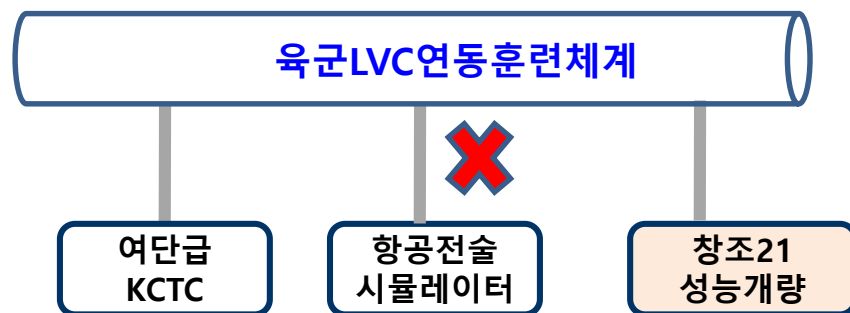 육군LVC연동훈련체계
여단급
KCTC
항공전술
시뮬레이터
창조21
성능개량